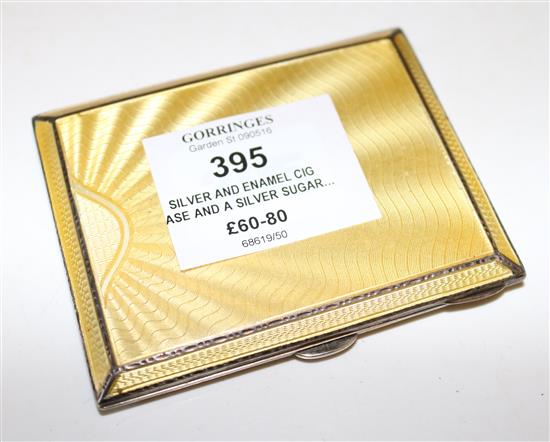 GORRINGES
Garden St 090516
395
SILVER AND ENAMEL CIG
ASE AND A SILVER SUGAR...
£60-80
68619/50